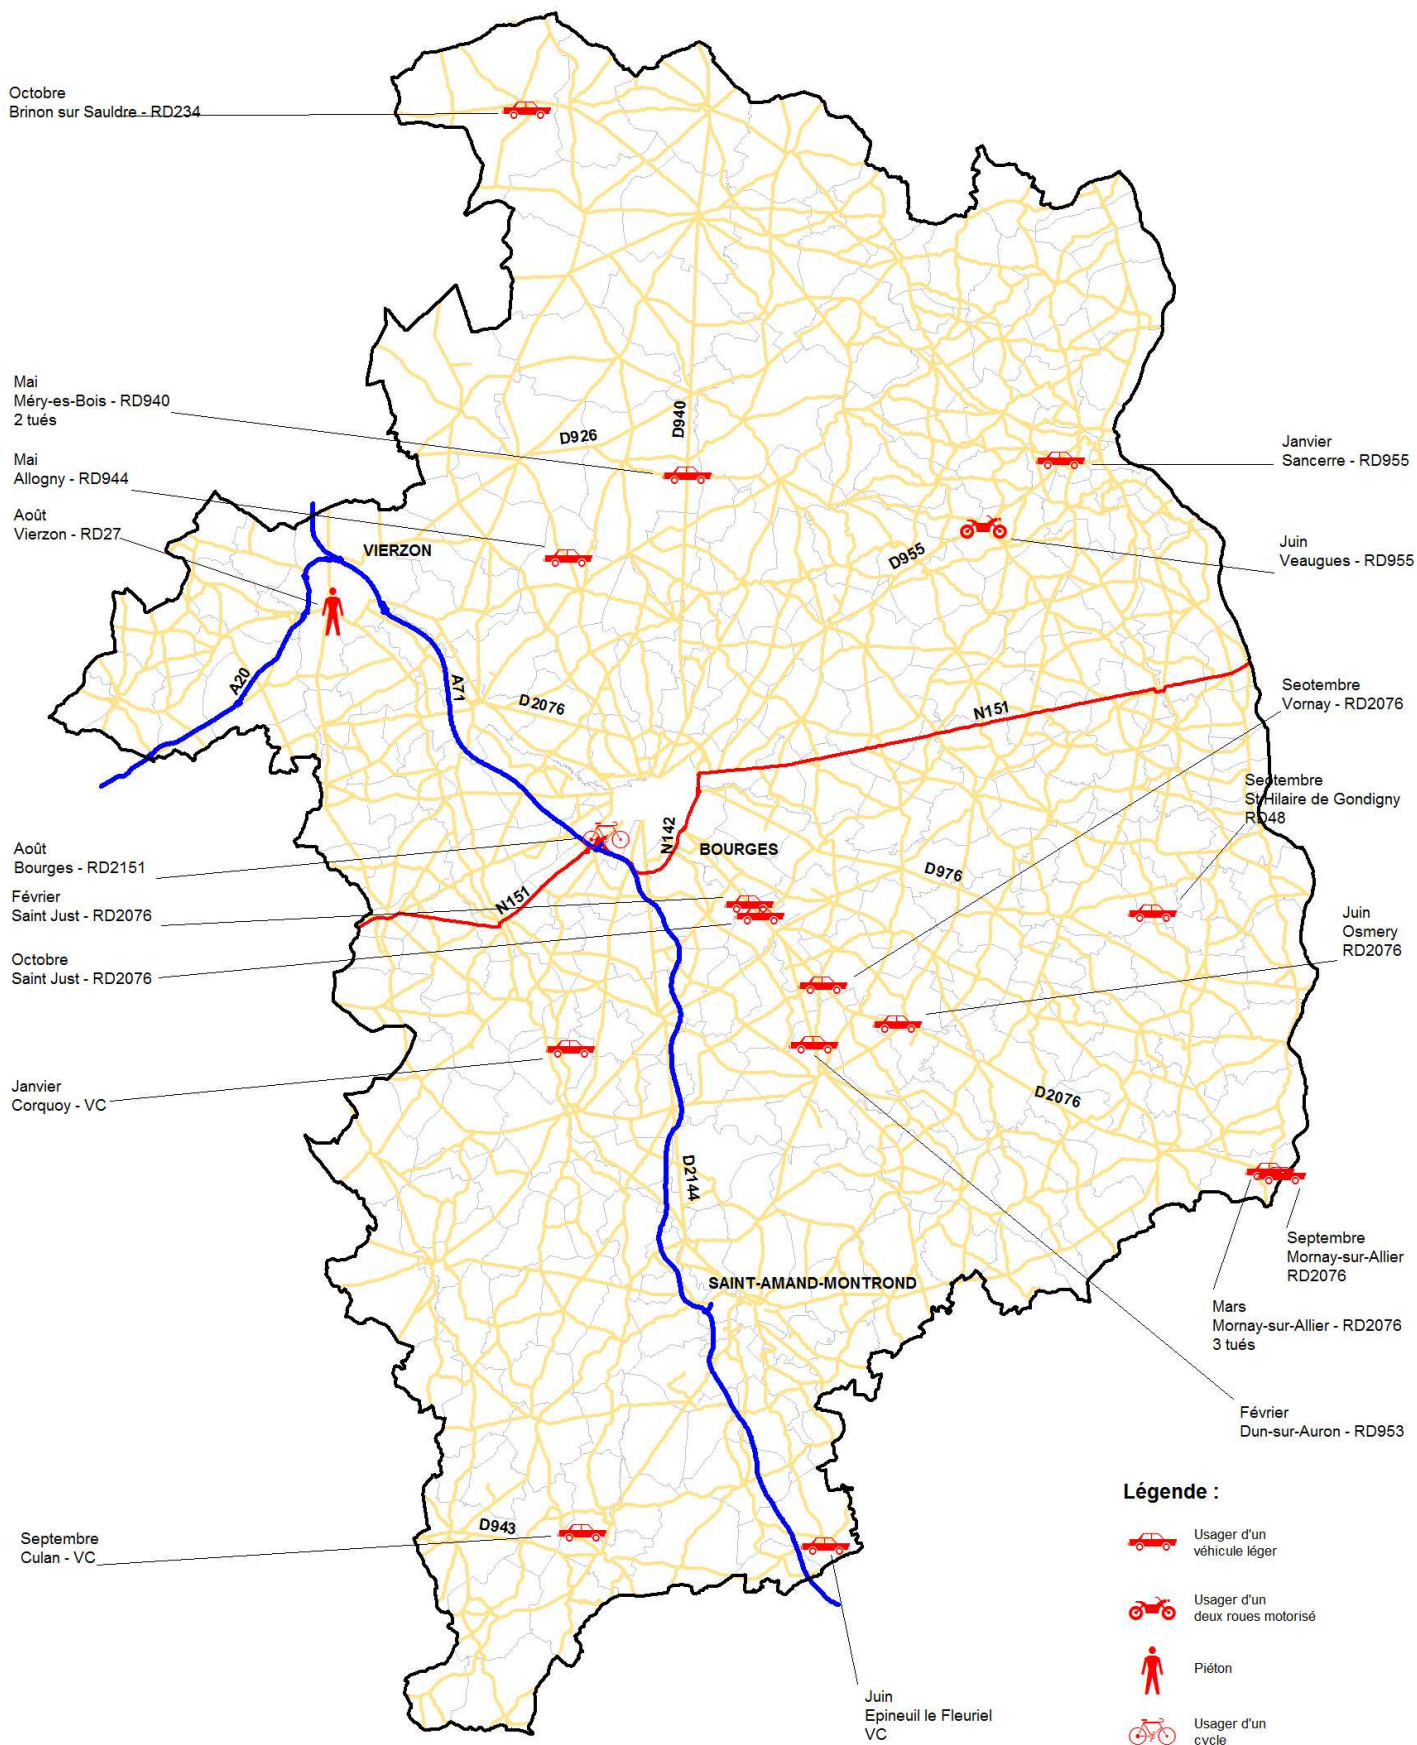 Octobre
Brinon sur Sauldre - RD234
Mai
Méry-es-Bois - RD940
2 tués
Mai
Allogny - RD944
Août
Vierzon - RD27
D926
D940
Janvier
Sancerre - RD955
Juin
Veaugues - RD955
VIERZON
D955
A20
A71
D2076
N151
Seotembre
Vornay - RD2076
Septembre
St Hilaire de Gondigny
RD48
Août
Bourges - RD2151
N142
BOURGES
D976
Février
Saint Just - RD2076
N151
Juin
Osmery
RD2076
Octobre
Saint Just - RD2076
Janvier
Corquoy - VC
D2076
D2144
Septembre
Mornay-sur-Allier
RD2076
SAINT-AMAND-MONTROND
Mars
Mornay-sur-Allier - RD2076
3 tués
Février
Dun-sur-Auron - RD953
Septembre
Culan - VC
D943
Juin
Epineuil le Fleuriel
VC
Légende :
Usager d'un
véhicule léger
Usager d'un
deux roues motorisé
Piéton
Usager d'un
cycle